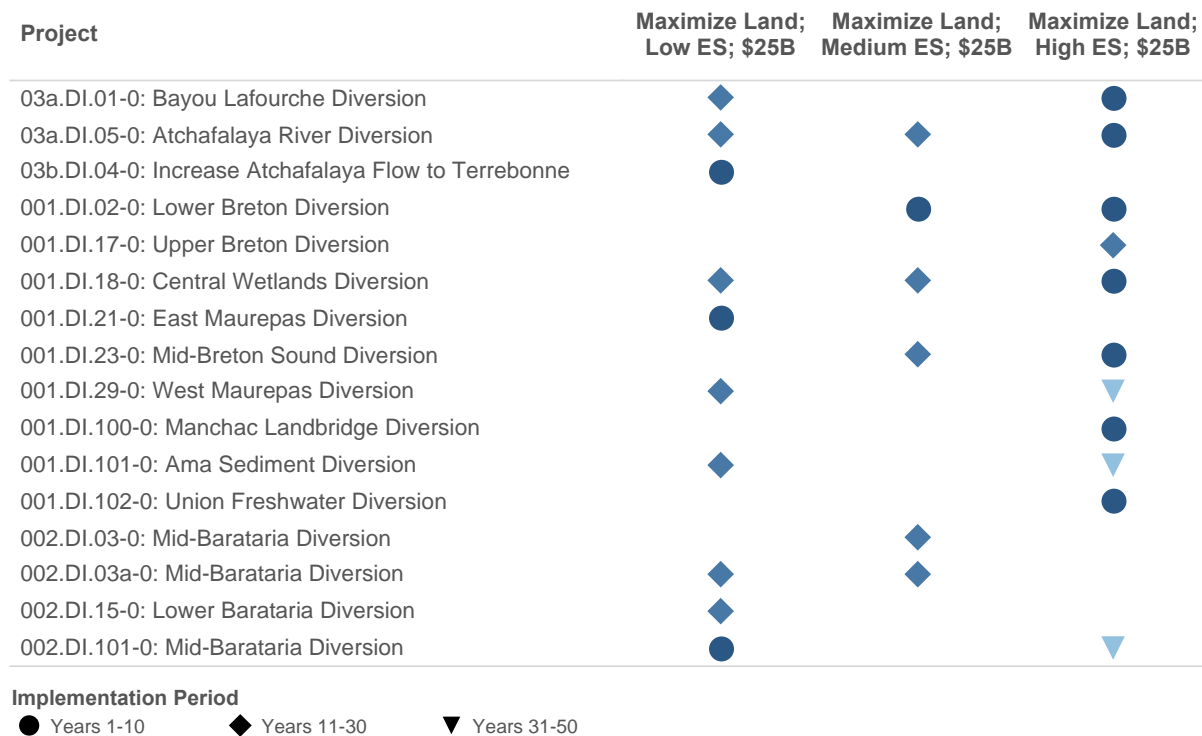 Project
Maximize Land;
Low ES; $25B
Maximize Land;
Medium ES; $25B
Maximize Land;
High ES; $25B
03a.DI.01-0: Bayou Lafourche Diversion
03a.DI.05-0: Atchafalaya River Diversion
03b.DI.04-0: Increase Atchafalaya Flow to Terrebonne
001.DI.02-0: Lower Breton Diversion
001.DI.17-0: Upper Breton Diversion
001.DI.18-0: Central Wetlands Diversion
001.DI.21-0: East Maurepas Diversion
001.DI.23-0: Mid-Breton Sound Diversion
001.DI.29-0: West Maurepas Diversion
001.DI.100-0: Manchac Landbridge Diversion
001.DI.101-0: Ama Sediment Diversion
001.DI.102-0: Union Freshwater Diversion
002.DI.03-0: Mid-Barataria Diversion
002.DI.03a-0: Mid-Barataria Diversion
002.DI.15-0: Lower Barataria Diversion
002.DI.101-0: Mid-Barataria Diversion
Implementation Period
Years 1-10
Years 11-30
Years 31-50